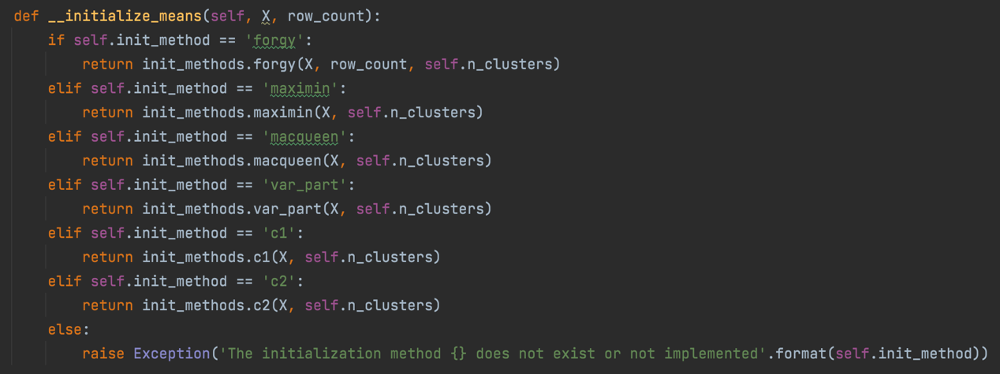 def __initialize_means(self, X, row_count):
    if self.init_method == 'forgy':
        return init_methods.forgy(X, row_count, self.n_clusters)
    elif self.init_method == 'maximin':
        return init_methods.maximin(X, self.n_clusters)
    elif self.init_method == 'macqueen':
        return init_methods.macqueen(X, self.n_clusters)
    elif self.init_method == 'var_part':
        return init_methods.var_part(X, self.n_clusters)
    elif self.init_method == 'c1':
        return init_methods.c1(X, self.n_clusters)
    elif self.init_method == 'c2':
        return init_methods.c2(X, self.n_clusters)
    else:
        raise Exception('The initialization method {} does not exist or not implemented'.format(self.init_method))